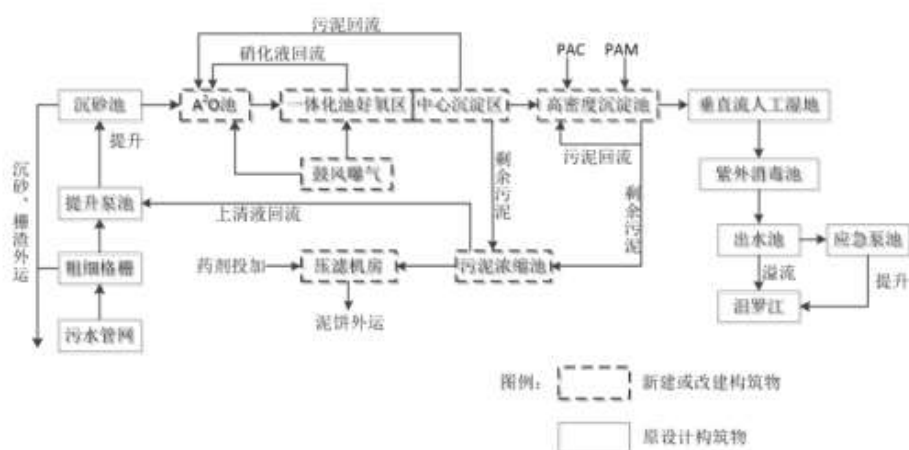 污泥回流
硝化液回流
PAC
PAM
沉砂池
A²O池
一体化池好氧区
中心沉淀区
高密度沉淀池
垂直流人工湿地
提升
污泥回流
鼓风曝气
紫外消毒池
沉砂、栅渣外运
剩余污泥
剩余污泥
提升泵池
上清液回流
出水池
应急泵池
粗细格栅
药剂投加
压滤机房
污泥浓缩池
溢流
提升
污水管网
泥饼外运
汨罗江
图例：
新建或改建构筑物
原设计构筑物